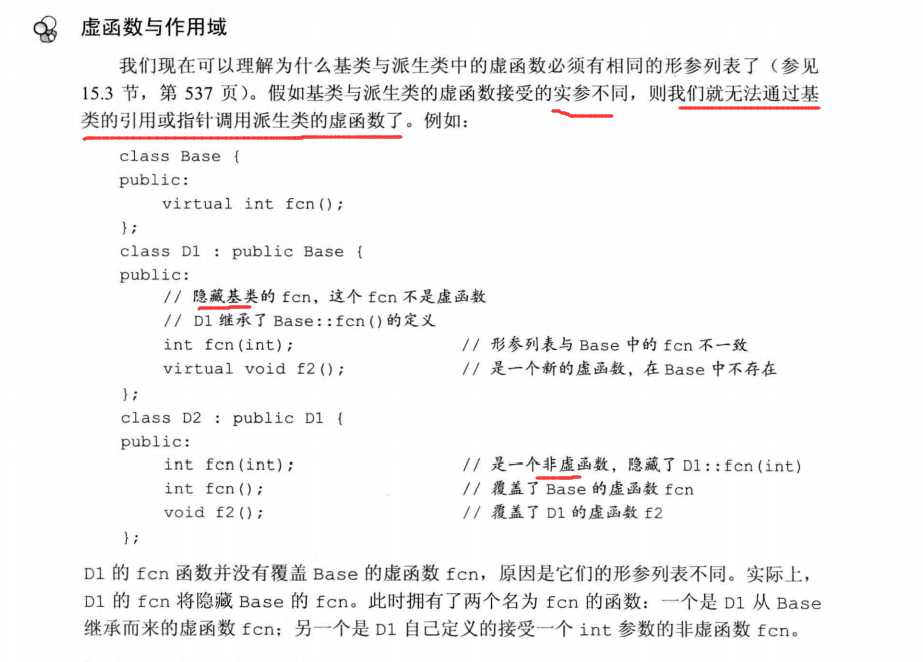 虚函数与作用域
我们现在可以理解为什么基类与派生类中的虚函数必须有相同的形参列表了（参见
15.3 节，第 537 页）。假如基类与派生类的虚函数接受的实参不同，则我们就无法通过基
类的引用或指针调用派生类的虚函数了。例如：
class Base {
public:
virtual int fcn();
};
class D1 : public Base {
public:
// 隐藏基类的 fcn，这个 fcn 不是虚函数
// D1 继承了 Base::fcn()的定义
int fcn(int); // 形参列表与 Base 中的 fcn 不一致
virtual void f2(); // 是一个新的虚函数，在 Base 中不存在
};
class D2 : public D1 {
public:
int fcn(int); // 是一个非虚函数，隐藏了 D1::fcn(int)
int fcn(); // 覆盖了 Base 的虚函数 fcn
void f2(); // 覆盖了 D1 的虚函数 f2
};
D1 的 fcn 函数并没有覆盖 Base 的虚函数 fcn，原因是它们的形参列表不同。实际上，
D1 的 fcn 将隐藏 Base 的 fcn。此时拥有了两个名为 fcn 的函数：一个是 D1 从 Base
继承而来的虚函数 fcn；另一个是 D1 自己定义的接受一个 int 参数的非虚函数 fcn。